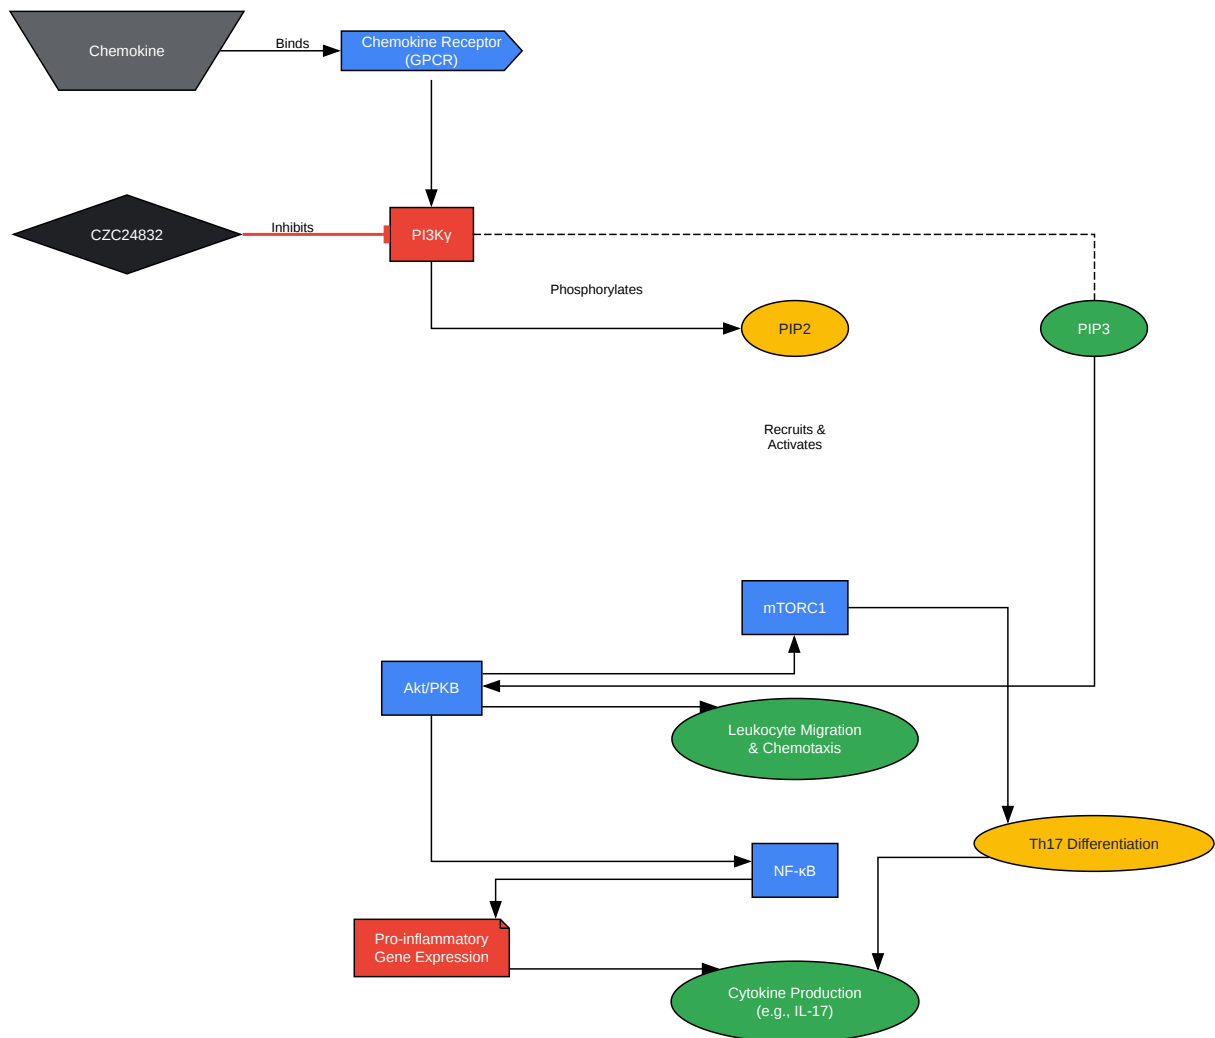 Chemokine
Binds
Chemokine Receptor
(GPCR)
CZC24832
Inhibits
PI3Kγ
Phosphorylates
PIP2
PIP3
Recruits &
Activates
mTORC1
Akt/PKB
Leukocyte Migration
& Chemotaxis
Th17 Differentiation
NF-κB
Pro-inflammatory
Gene Expression
Cytokine Production
(e.g., IL-17)